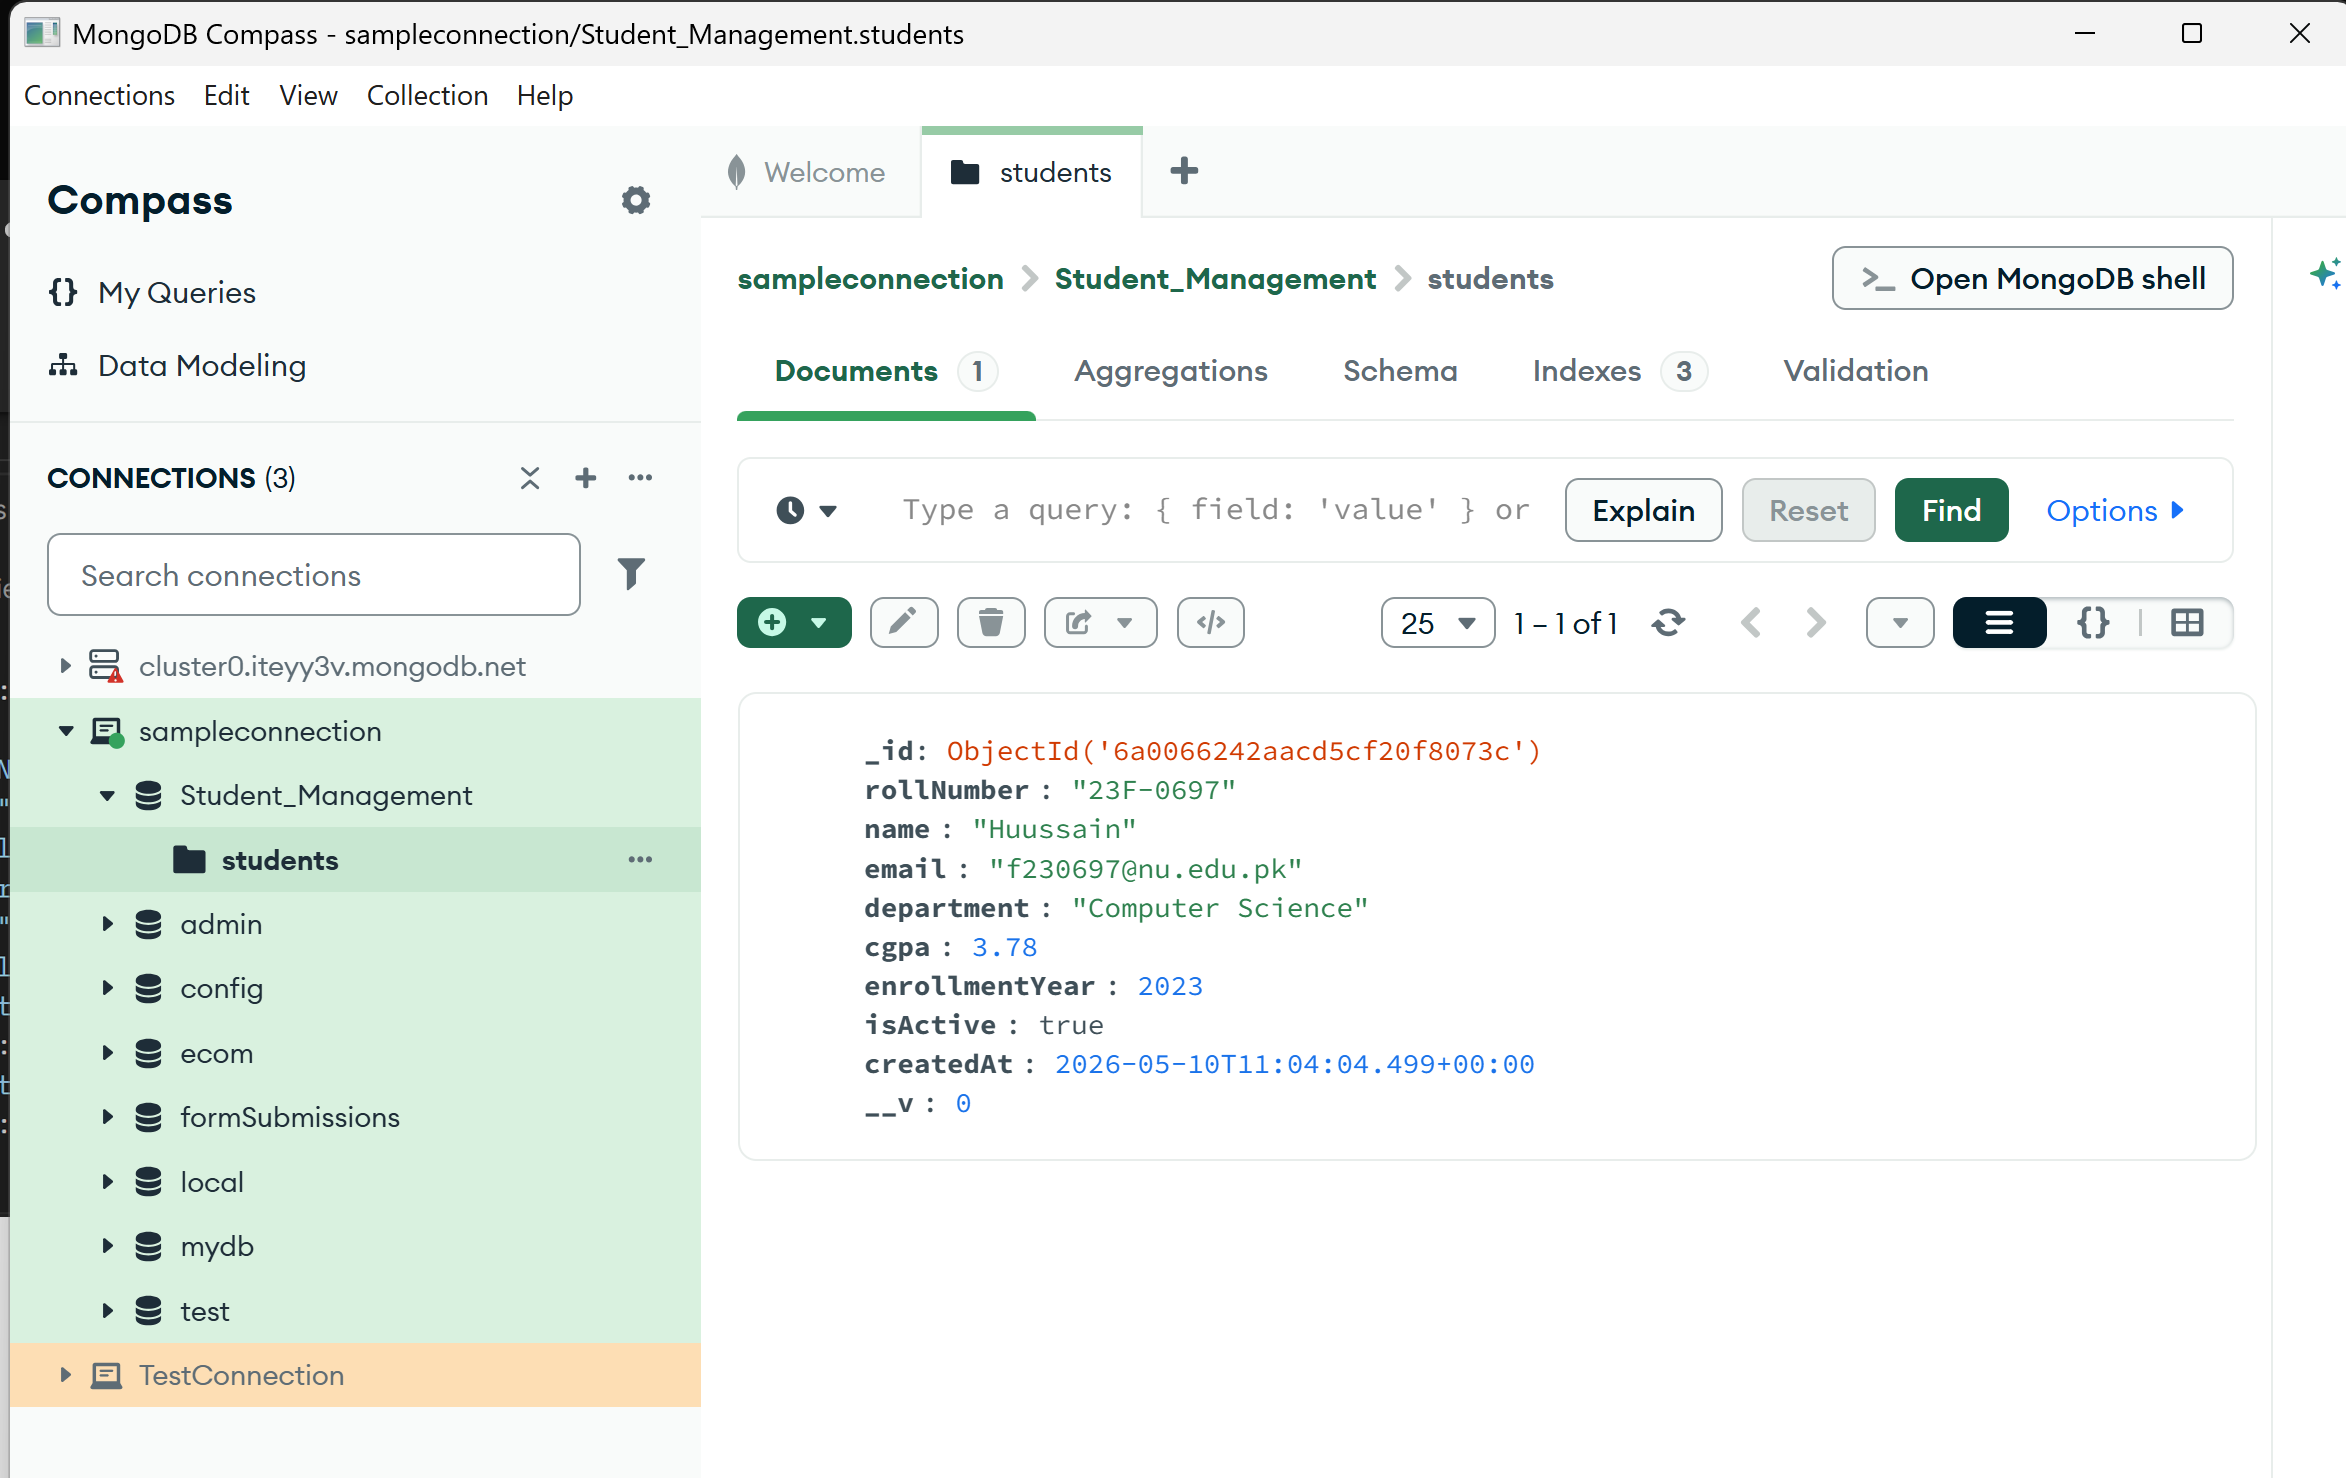 MongoDB Compass - sampleconnection/Student_Management.students
Connections Edit View Collection Help
Compass
My Queries
Data Modeling
CONNECTIONS (3)
Search connections
cluster0.iteyy3v.mongodb.net
sampleconnection
Student_Management
students
admin
config
ecom
formSubmissions
local
mydb
test
TestConnection
Welcome
students
sampleconnection > Student_Management > students
>_ Open MongoDB shell
Documents 1 Aggregations Schema Indexes 3 Validation
Type a query: { field: 'value' } or
Explain Reset Find Options
25 1 – 1 of 1
_id: ObjectId('6a0066242aacd5cf20f8073c')
rollNumber : "23F-0697"
name : "Huussain"
email : "f230697@nu.edu.pk"
department : "Computer Science"
cgpa : 3.78
enrollmentYear : 2023
isActive : true
createdAt : 2026-05-10T11:04:04.499+00:00
__v : 0